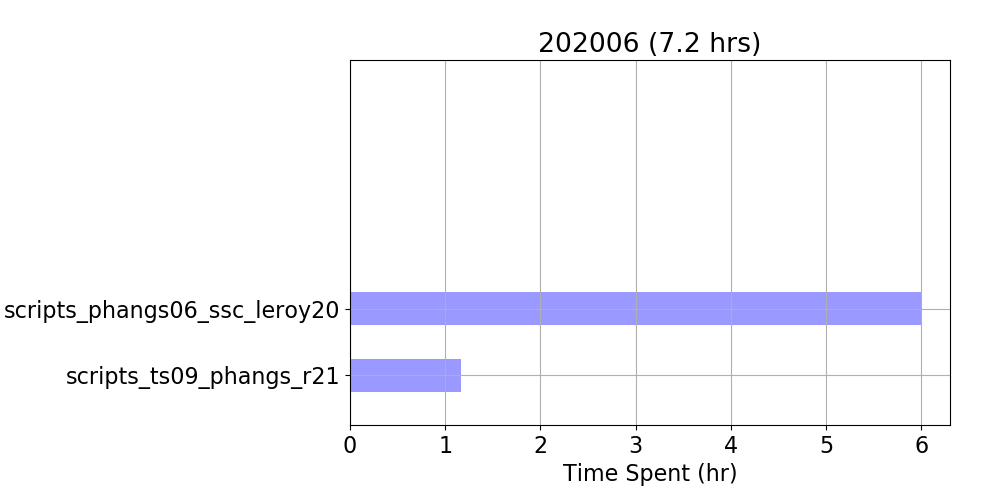 202006 (7.2 hrs)
scripts_phangs06_ssc_leroy20
scripts_ts09_phangs_r21
0 1 2 3 4 5 6
Time Spent (hr)